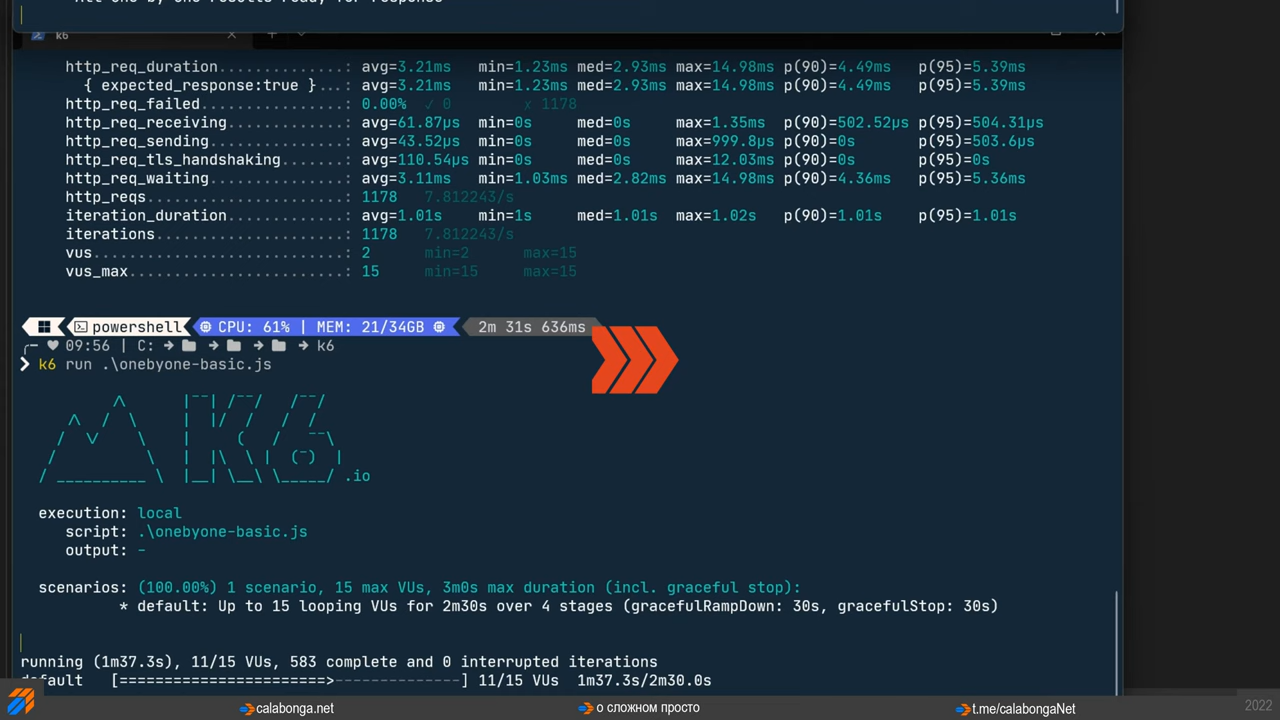 k6
http_req_duration..............: avg=3.21ms min=1.23ms med=2.93ms max=14.98ms p(90)=4.49ms p(95)=5.39ms
{ expected_response:true }...: avg=3.21ms min=1.23ms med=2.93ms max=14.98ms p(90)=4.49ms p(95)=5.39ms
http_req_failed................: 0.00% ✓ 0 ✗ 1178
http_req_receiving.............: avg=61.87µs min=0s med=0s max=1.35ms p(90)=502.52µs p(95)=504.31µs
http_req_sending...............: avg=43.52µs min=0s med=0s max=999.8µs p(90)=0s p(95)=503.6µs
http_req_tls_handshaking.......: avg=110.54µs min=0s med=0s max=12.03ms p(90)=0s p(95)=0s
http_req_waiting...............: avg=3.11ms min=1.03ms med=2.82ms max=14.98ms p(90)=4.36ms p(95)=5.36ms
http_reqs......................: 1178 7.812243/s
iteration_duration.............: avg=1.01s min=1s med=1.01s max=1.02s p(90)=1.01s p(95)=1.01s
iterations.....................: 1178 7.812243/s
vus............................: 2 min=2 max=15
vus_max........................: 15 min=15 max=15
powershell CPU: 61% | MEM: 21/34GB 2m 31s 636ms
09:56 | C: → → → → k6
k6 run .\onebyone-basic.js
K6
.io
execution: local
script: .\onebyone-basic.js
output: -
scenarios: (100.00%) 1 scenario, 15 max VUs, 3m0s max duration (incl. graceful stop):
* default: Up to 15 looping VUs for 2m30s over 4 stages (gracefulRampDown: 30s, gracefulStop: 30s)
running (1m37.3s), 11/15 VUs, 583 complete and 0 interrupted iterations
default [=======================>--------------] 11/15 VUs 1m37.3s/2m30.0s
calabonga.net о сложном просто t.me/calabongaNet 2022